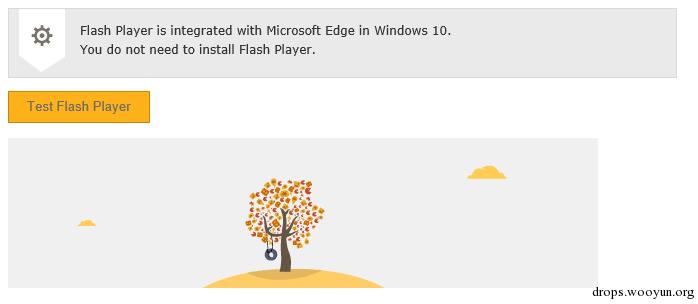 Flash Player is integrated with Microsoft Edge in Windows 10.
You do not need to install Flash Player.
Test Flash Player
drops.wooyun.org